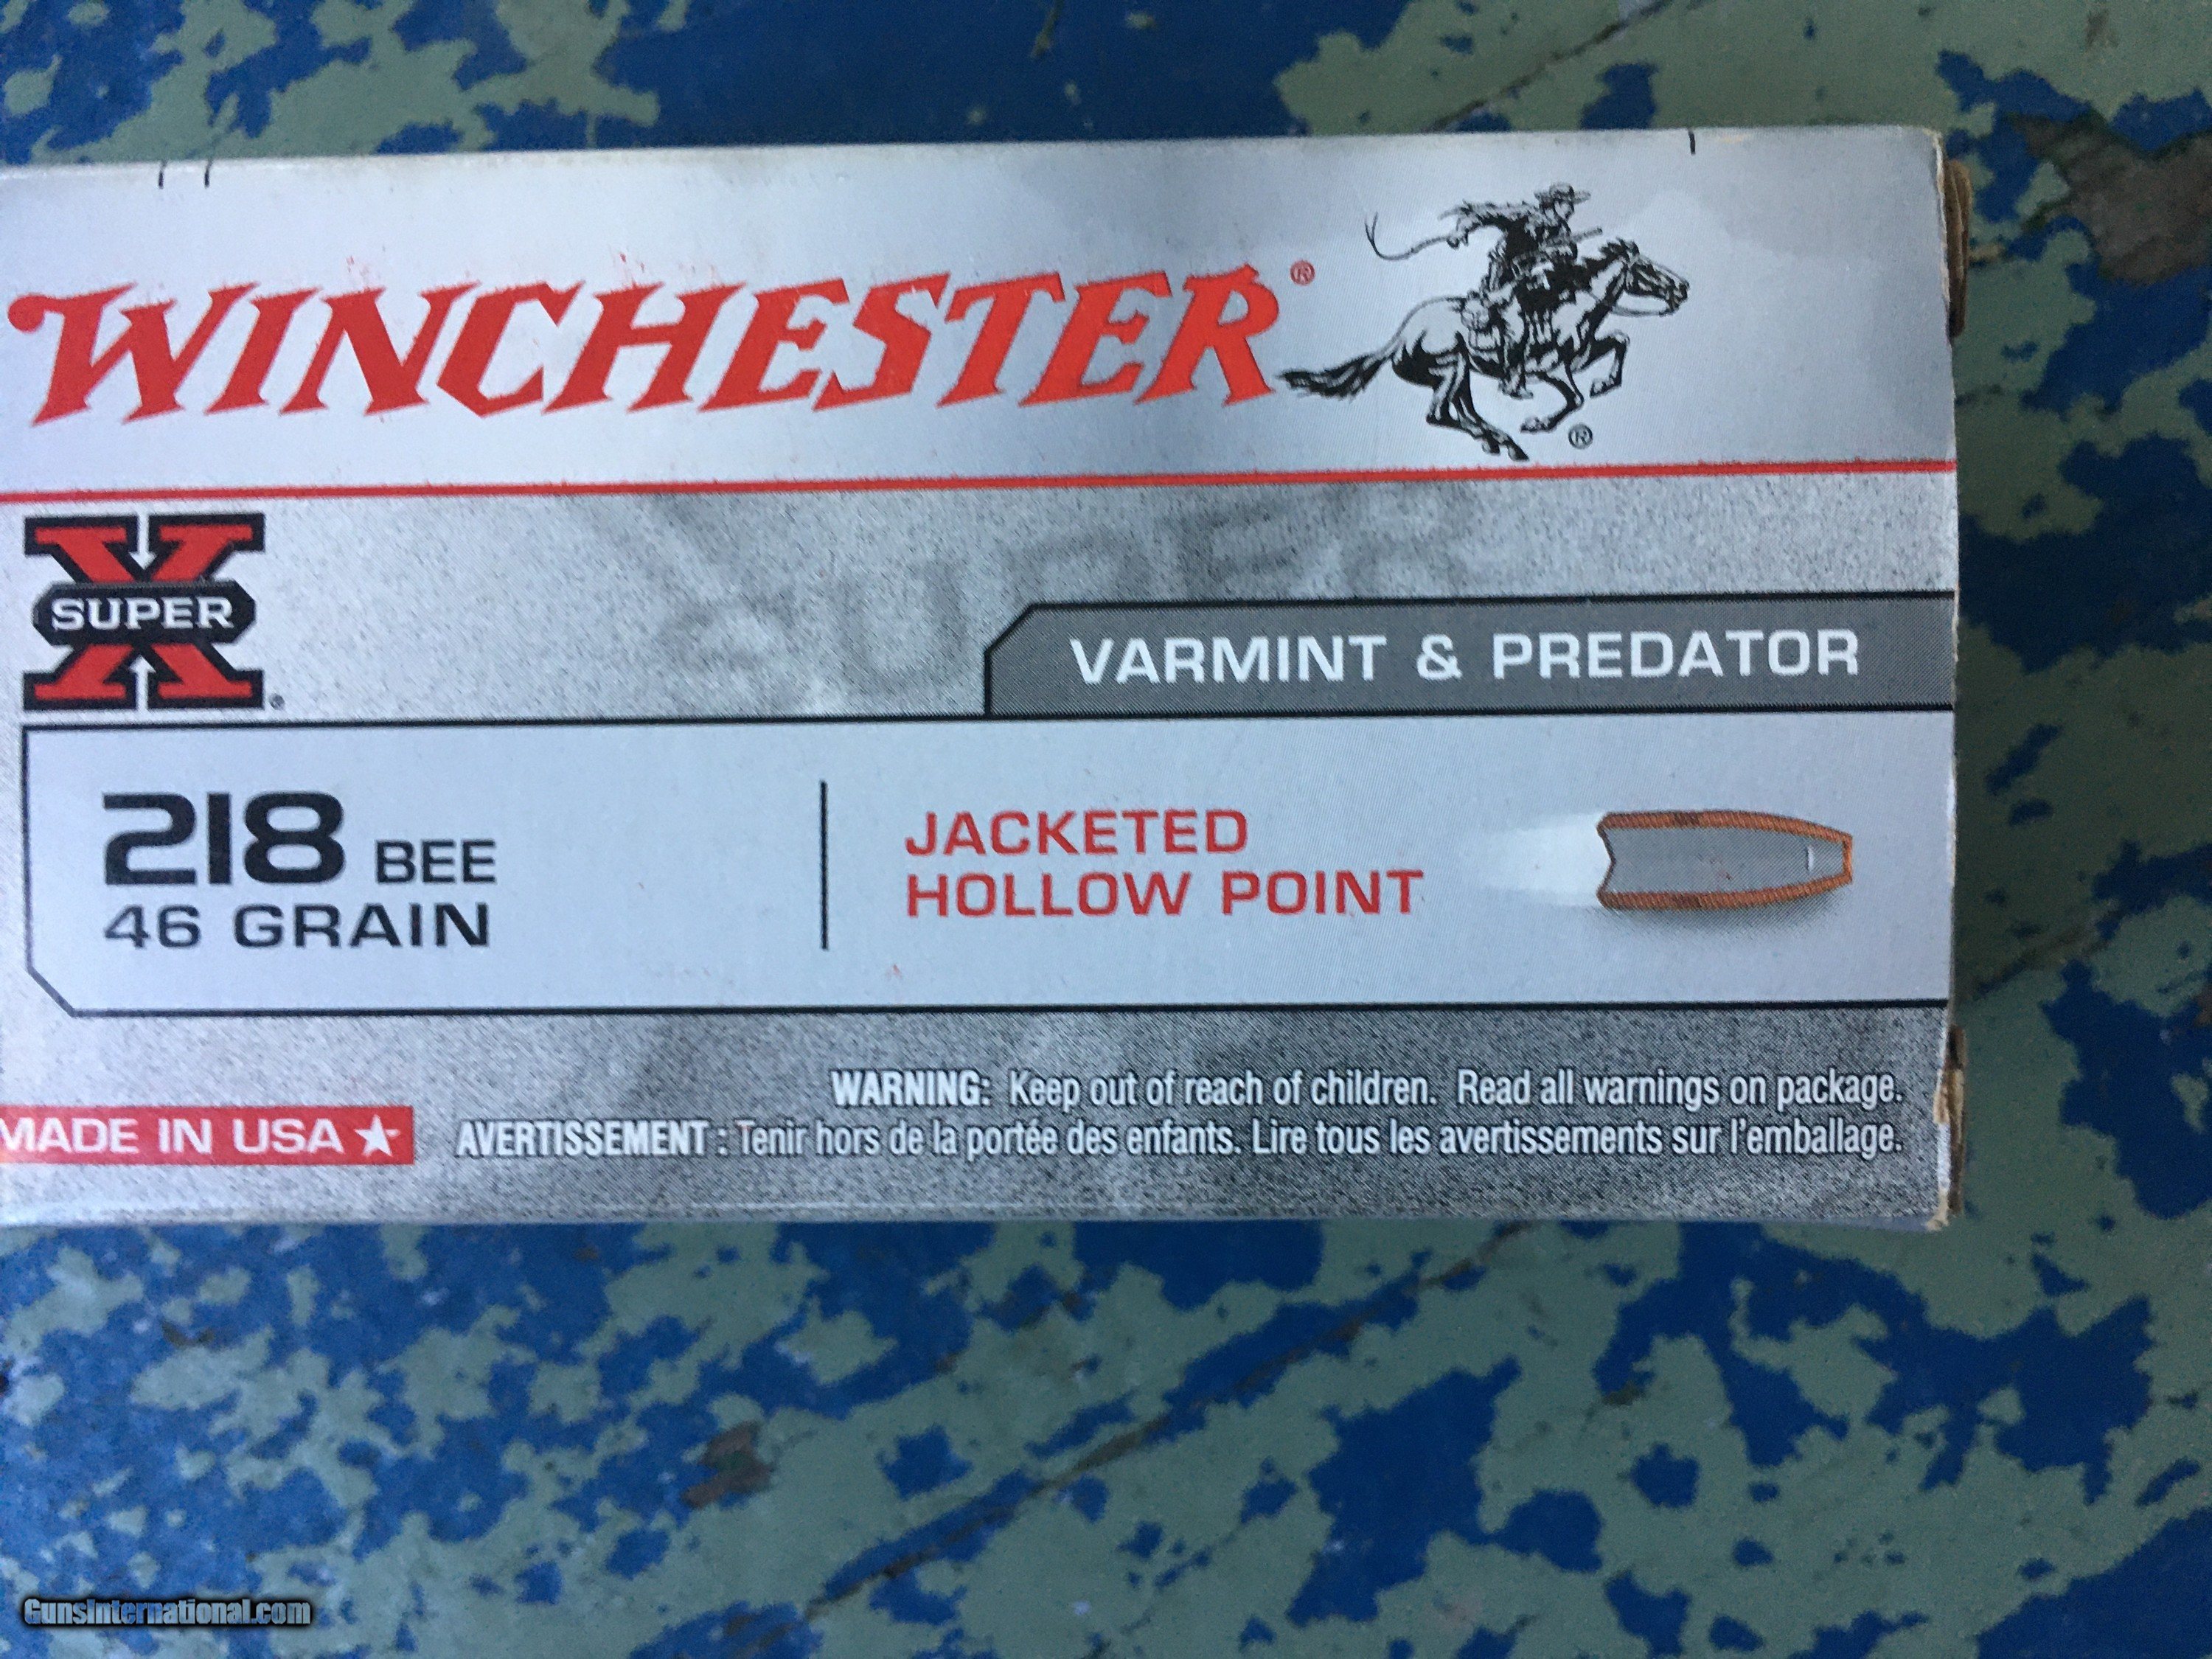 WINCHESTER®
®
SUPER X®
SUPER
VARMINT & PREDATOR
218 BEE
46 GRAIN
JACKETED
HOLLOW POINT
WARNING: Keep out of reach of children. Read all warnings on package.
MADE IN USA
AVERTISSEMENT : Tenir hors de la portée des enfants. Lire tous les avertissements sur l'emballage.
GunsInternational.com